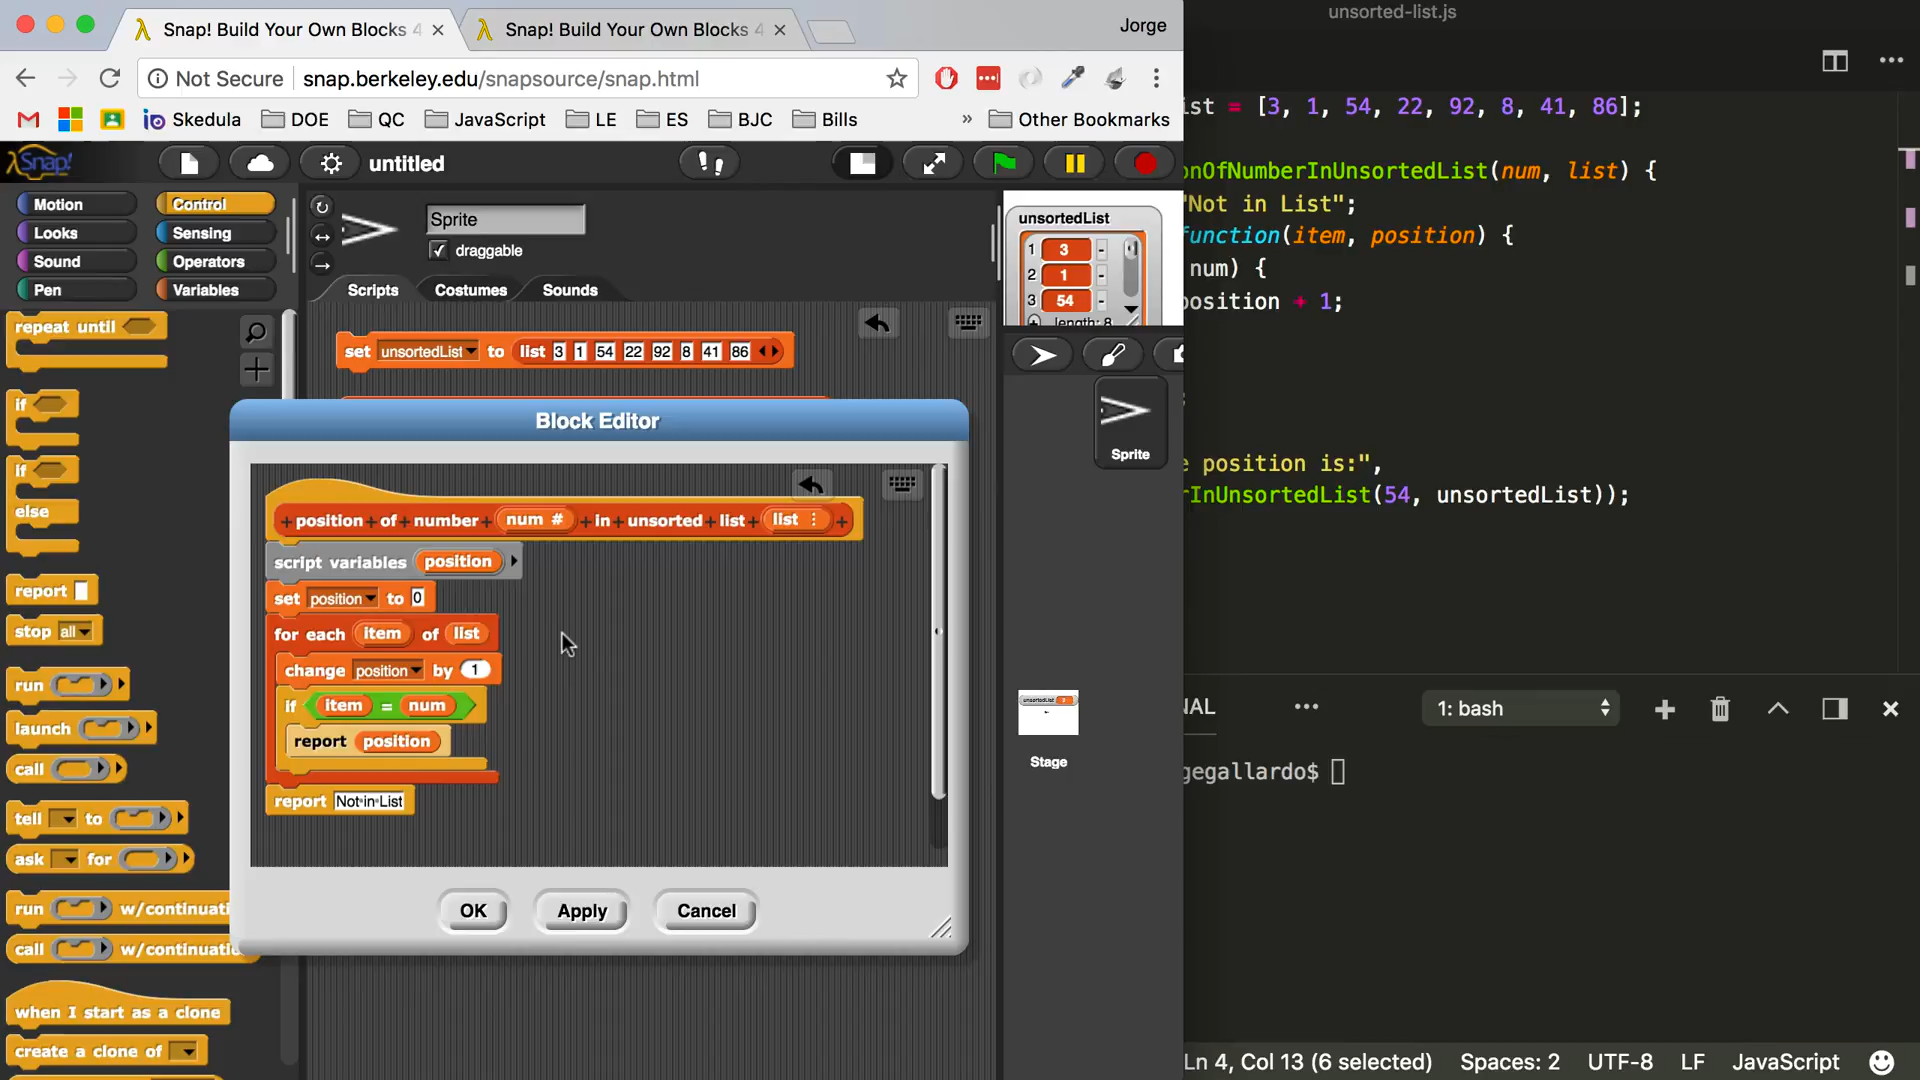 Snap! Build Your Own Blocks 4
Snap! Build Your Own Blocks 4
Jorge
Not Secure
snap.berkeley.edu/snapsource/snap.html
Skedula
DOE
QC
JavaScript
LE
ES
BJC
Bills
»
Other Bookmarks
Snap!
untitled
Motion
Control
Looks
Sensing
Sound
Operators
Pen
Variables
Sprite
draggable
Scripts
Costumes
Sounds
repeat until
if
if
else
report
stop all
run
launch
call
tell to
ask for
run w/continuati
call w/continuatio
when I start as a clone
create a clone of
set unsortedList to list 3 1 54 22 92 8 41 86
Block Editor
+ position + of + number + num # + in + unsorted + list + list ⋮ +
script variables position
set position to 0
for each item of list
change position by 1
if item = num
report position
report Not in List
OK
Apply
Cancel
unsortedList
1 3 -
2 1 -
3 54 -
+ length: 8
Sprite
unsortedList
Stage
unsorted-list.js
ist = [3, 1, 54, 22, 92, 8, 41, 86];
onOfNumberInUnsortedList(num, list) {
"Not in List";
function(item, position) {
num) {
position + 1;
;
e position is:",
rInUnsortedList(54, unsortedList));
NAL
1: bash
gegallardo$
Ln 4, Col 13 (6 selected)
Spaces: 2
UTF-8
LF
JavaScript